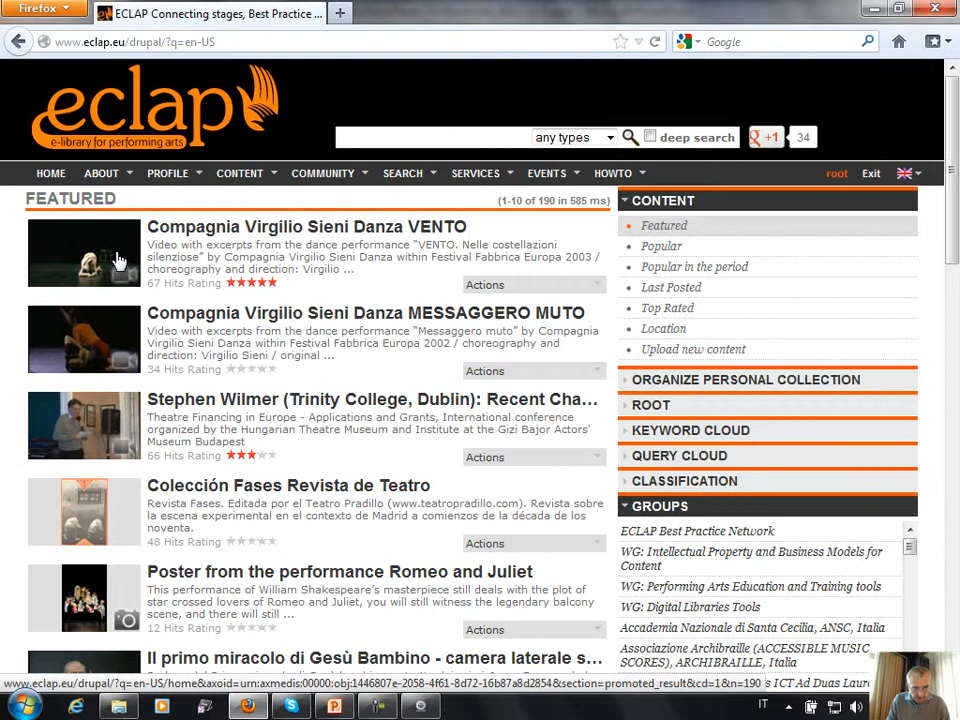 Firefox
ECLAP Connecting stages, Best Practice ...
www.eclap.eu/drupal/?q=en-US
Google
eclap
e-library for performing arts
any types
deep search
+1
34
HOME ABOUT PROFILE CONTENT COMMUNITY SEARCH SERVICES EVENTS HOWTO root Exit
FEATURED
(1-10 of 190 in 585 ms)
Compagnia Virgilio Sieni Danza VENTO
Video with excerpts from the dance performance “VENTO. Nelle costellazioni
silenziose” by Compagnia Virgilio Sieni Danza within Festival Fabbrica Europa 2003 /
choreography and direction: Virgilio ...
67 Hits Rating
Actions
Compagnia Virgilio Sieni Danza MESSAGGERO MUTO
Video with excerpts from the dance performance “Messaggero muto” by Compagnia
Virgilio Sieni Danza within Festival Fabbrica Europa 2002 / choreography and
direction: Virgilio Sieni / original ...
34 Hits Rating
Actions
Stephen Wilmer (Trinity College, Dublin): Recent Cha...
Theatre Financing in Europe - Applications and Grants, International conference
organized by the Hungarian Theatre Museum and Institute at the Gizi Bajor Actors'
Museum Budapest
66 Hits Rating
Actions
Colección Fases Revista de Teatro
Revista Fases. Editada por el Teatro Pradillo (www.teatropradillo.com). Revista sobre
la escena experimental en el contexto de Madrid a comienzos de la década de los
noventa.
48 Hits Rating
Actions
Poster from the performance Romeo and Juliet
This performance of William Shakespeare's masterpiece still deals with the plot of
star crossed lovers of Romeo and Juliet, you will still witness the legendary balcony
scene, and there will still ...
12 Hits Rating
Actions
Il primo miracolo di Gesù Bambino - camera laterale s...
CONTENT
Featured
Popular
Popular in the period
Last Posted
Top Rated
Location
Upload new content
ORGANIZE PERSONAL COLLECTION
ROOT
KEYWORD CLOUD
QUERY CLOUD
CLASSIFICATION
GROUPS
ECLAP Best Practice Network
WG: Intellectual Property and Business Models for
Content
WG: Performing Arts Education and Training tools
WG: Digital Libraries Tools
Accademia Nazionale di Santa Cecilia, ANSC, Italia
Associazione Archibraille (ACCESSIBLE MUSIC
SCORES), ARCHIBRAILLE, Italia
s ICT Ad Duas Laur
www.eclap.eu/drupal/?q=en-US/home&axoid=urn:axmedis:00000:obj:1446807e-2058-4f61-8d72-16b87a8d2854&section=promoted_result&cd=1&n=190
IT